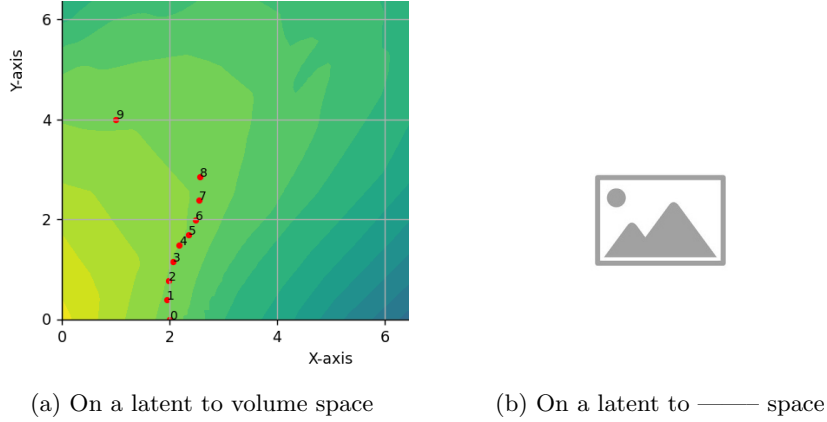 6
Y-axis
4
2
0
9
8
7
6
5
4
3
2
1
0
0 2 4 6
X-axis
(a) On a latent to volume space
(b) On a latent to ——— space